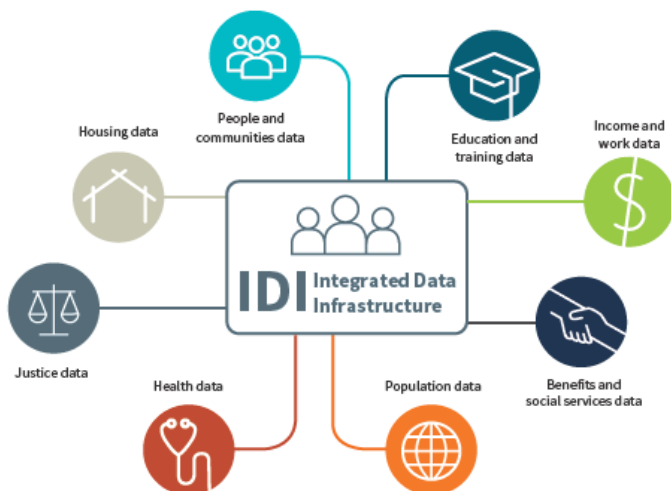 People and
communities data
Education and
training data
Income and
work data
Housing data
IDI
Integrated Data
Infrastructure
Justice data
Health data
Population data
Benefits and
social services data